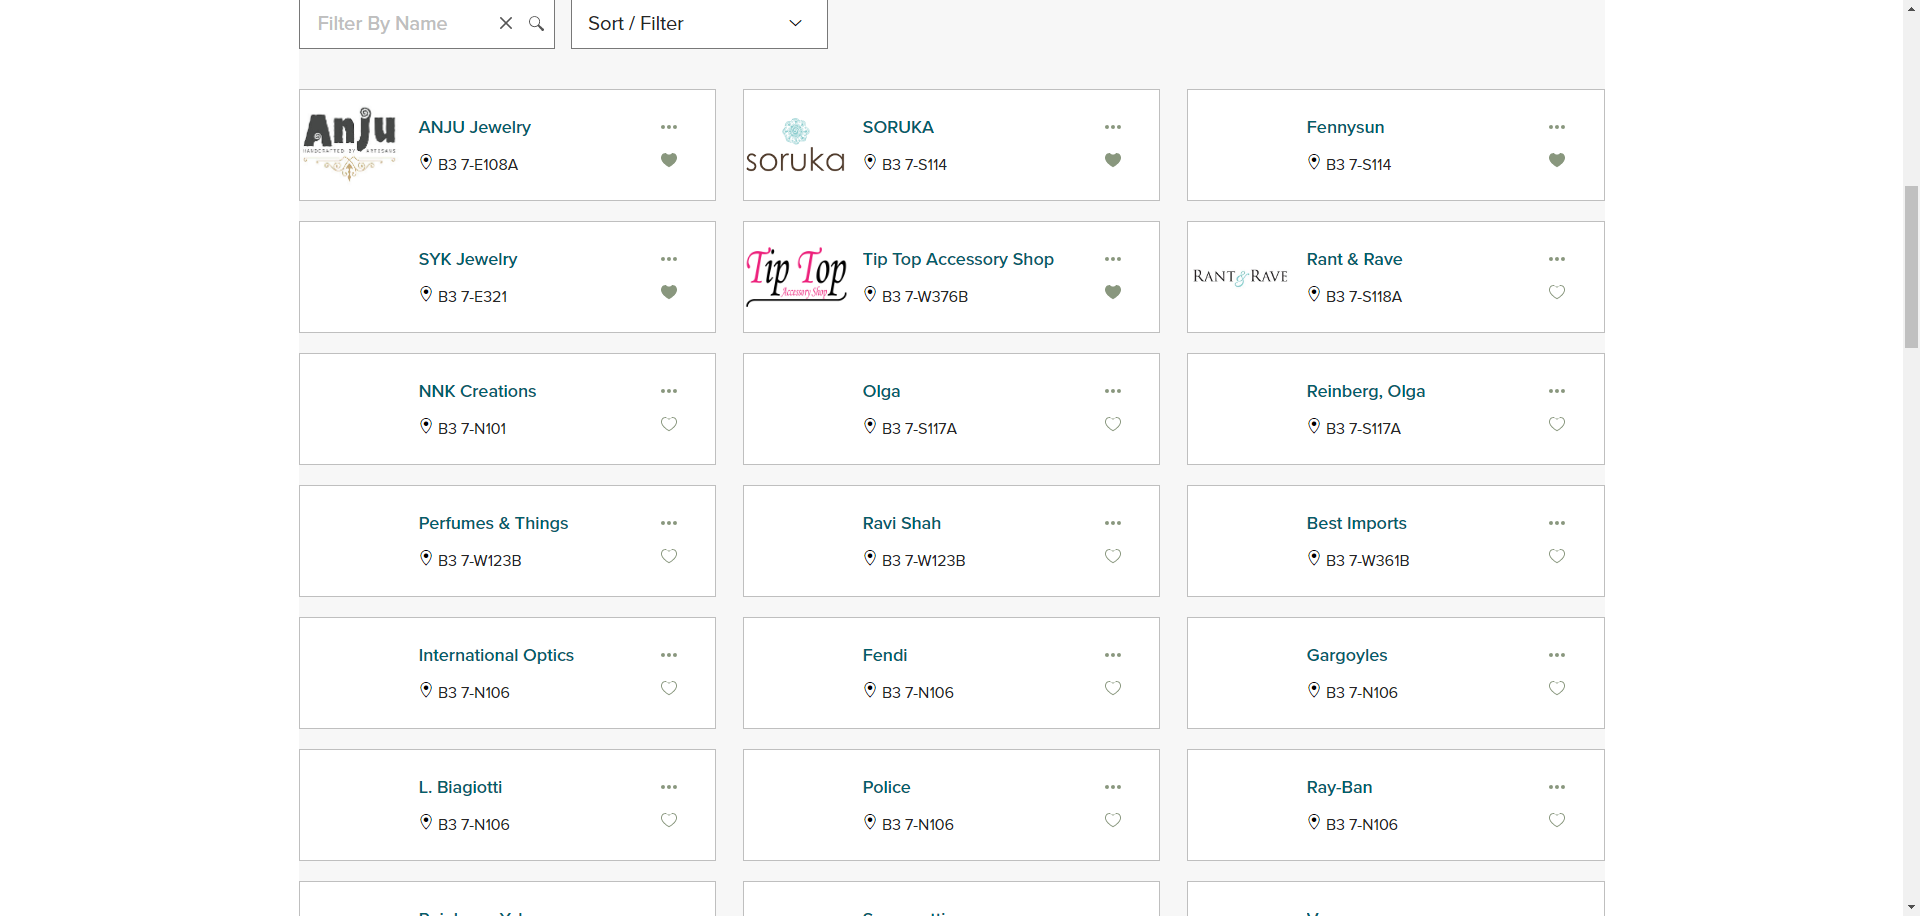 Filter By Name
Sort / Filter
Anju
HANDCRAFTED BY ARTISANS
ANJU Jewelry
B3 7-E108A
soruka
SORUKA
B3 7-S114
Fennysun
B3 7-S114
SYK Jewelry
B3 7-E321
Tip Top
Accessory Shop
Tip Top Accessory Shop
B3 7-W376B
RANT & RAVE
Rant & Rave
B3 7-S118A
NNK Creations
B3 7-N101
Olga
B3 7-S117A
Reinberg, Olga
B3 7-S117A
Perfumes & Things
B3 7-W123B
Ravi Shah
B3 7-W123B
Best Imports
B3 7-W361B
International Optics
B3 7-N106
Fendi
B3 7-N106
Gargoyles
B3 7-N106
L. Biagiotti
B3 7-N106
Police
B3 7-N106
Ray-Ban
B3 7-N106